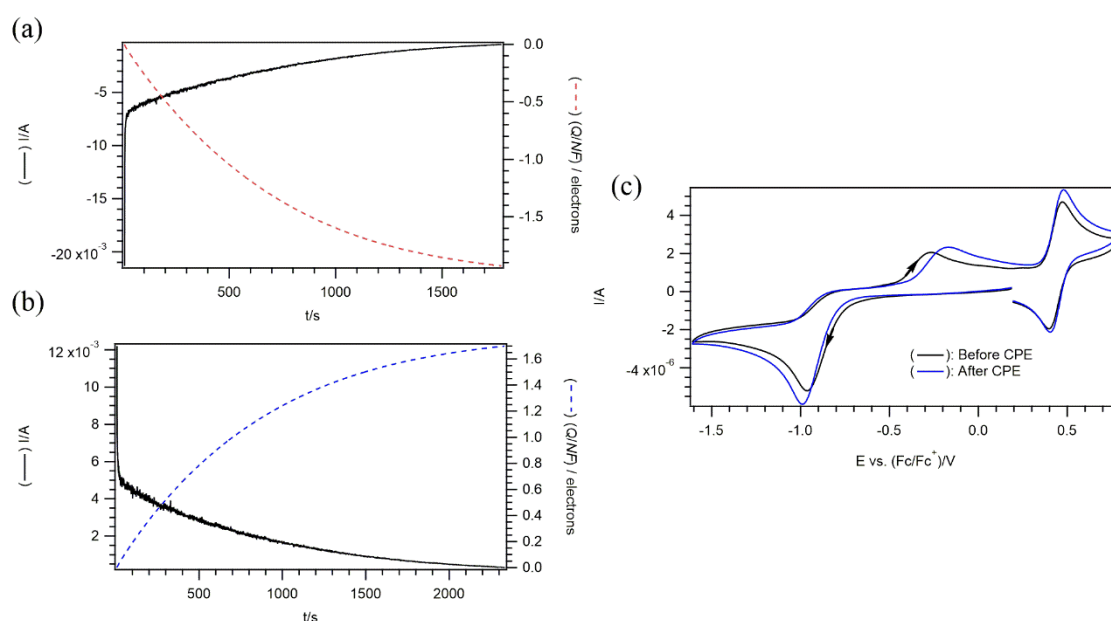 (a)
(——) I/A
-5
-10
-15
-20 x10⁻³
0.0
-0.5
-1.0
-1.5
(---) (Q/NF) / electrons
500
1000
1500
t/s
(b)
(——) I/A
12 x10⁻³
10
8
6
4
2
1.6
1.4
1.2
1.0
0.8
0.6
0.4
0.2
0.0
(---) (Q/NF) / electrons
500
1000
1500
2000
t/s
(c)
I/A
4
2
0
-2
-4 x10⁻⁶
( — ): Before CPE
( — ): After CPE
-1.5
-1.0
-0.5
0.0
0.5
E vs. (Fc/Fc⁺)/V